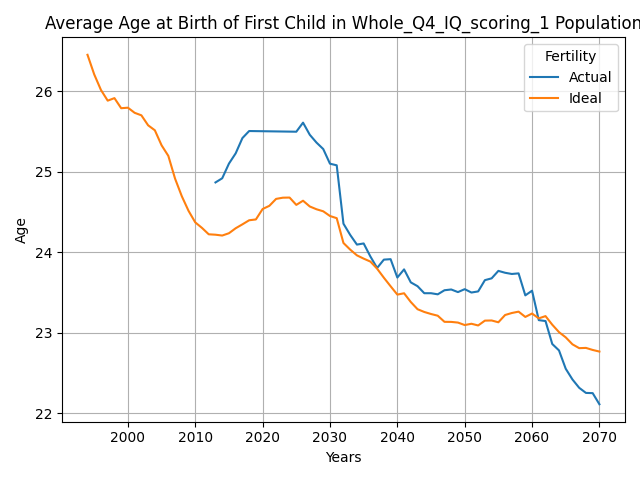 Average Age at Birth of First Child in Whole_Q4_IQ_scoring_1 Population
Fertility
Actual
Ideal
26
25
24
23
22
Age
2000 2010 2020 2030 2040 2050 2060 2070
Years